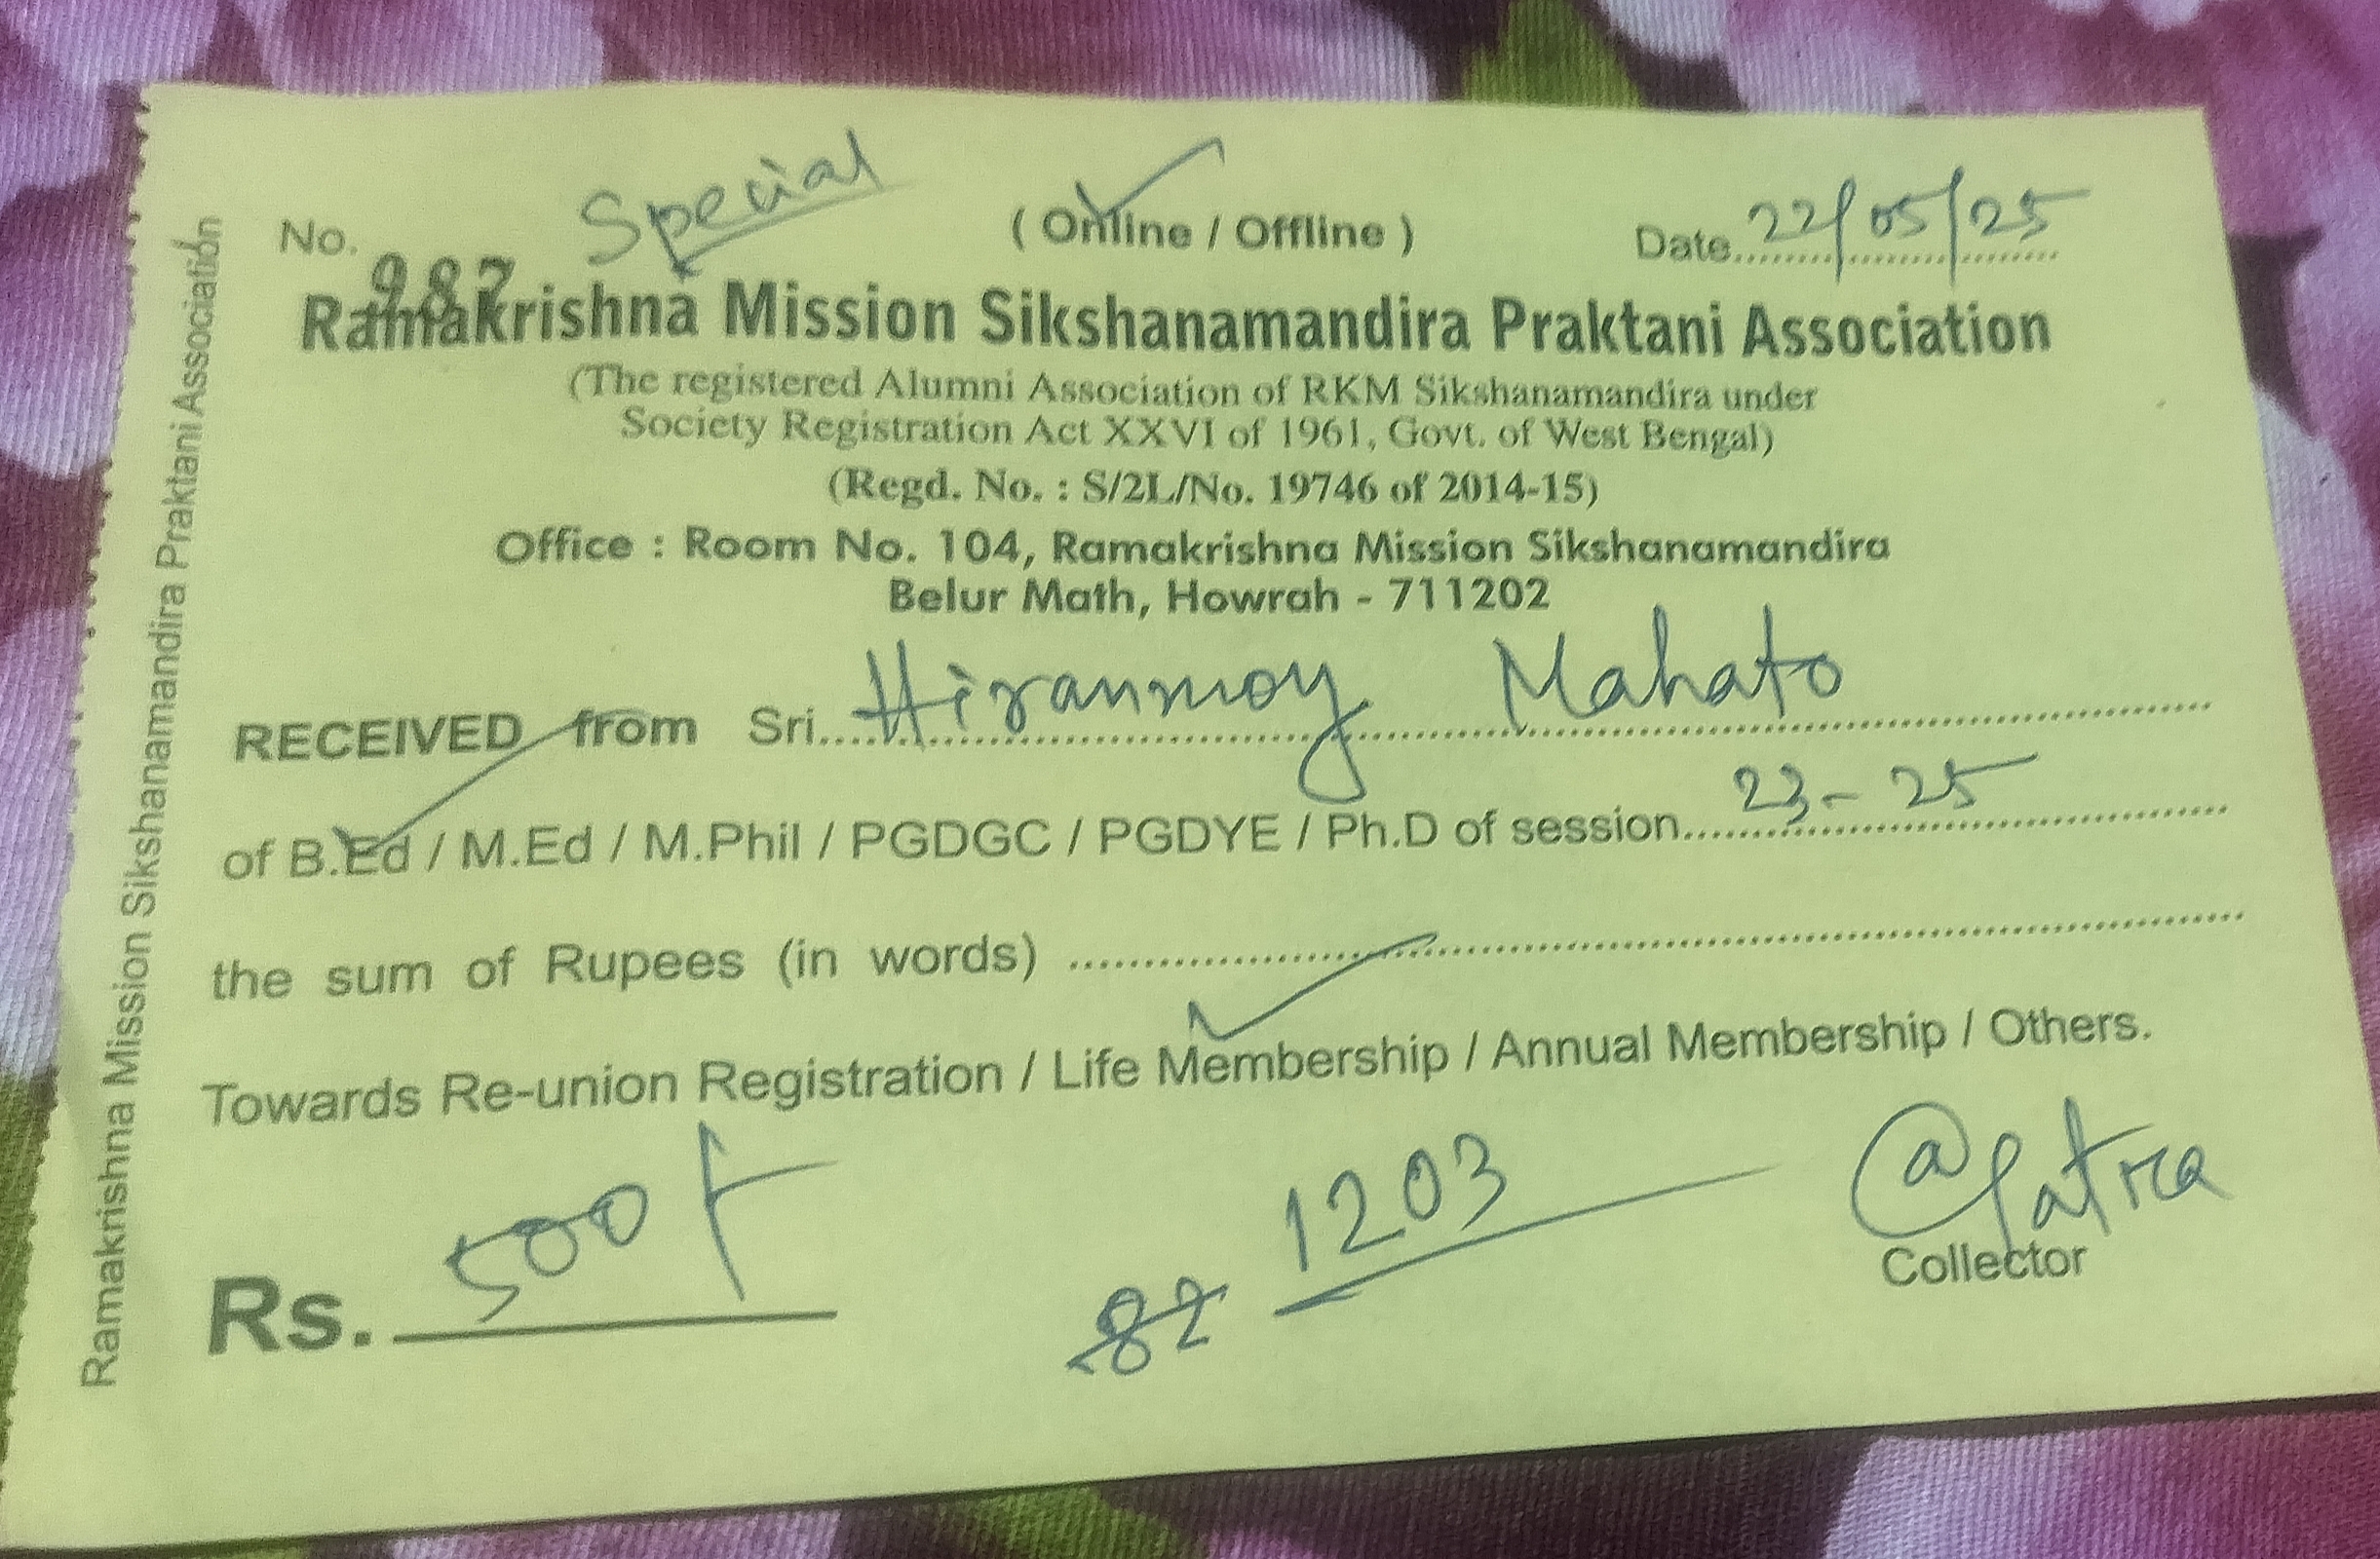 No. 987 Special ( Online / Offline ) Date 22/05/25
Ramakrishna Mission Sikshanamandira Praktani Association
(The registered Alumni Association of RKM Sikshanamandira under
Society Registration Act XXVI of 1961, Govt. of West Bengal)
(Regd. No. : S/2L/No. 19746 of 2014-15)
Office : Room No. 104, Ramakrishna Mission Sikshanamandira
Belur Math, Howrah - 711202
RECEIVED from Sri Hiranmoy Mahato
of B.Ed / M.Ed / M.Phil / PGDGC / PGDYE / Ph.D of session 23-25
the sum of Rupees (in words)
Towards Re-union Registration / Life Membership / Annual Membership / Others.
Rs. 500/- 82 1203 Patra
Collector
Ramakrishna Mission Sikshanamandira Praktani Association